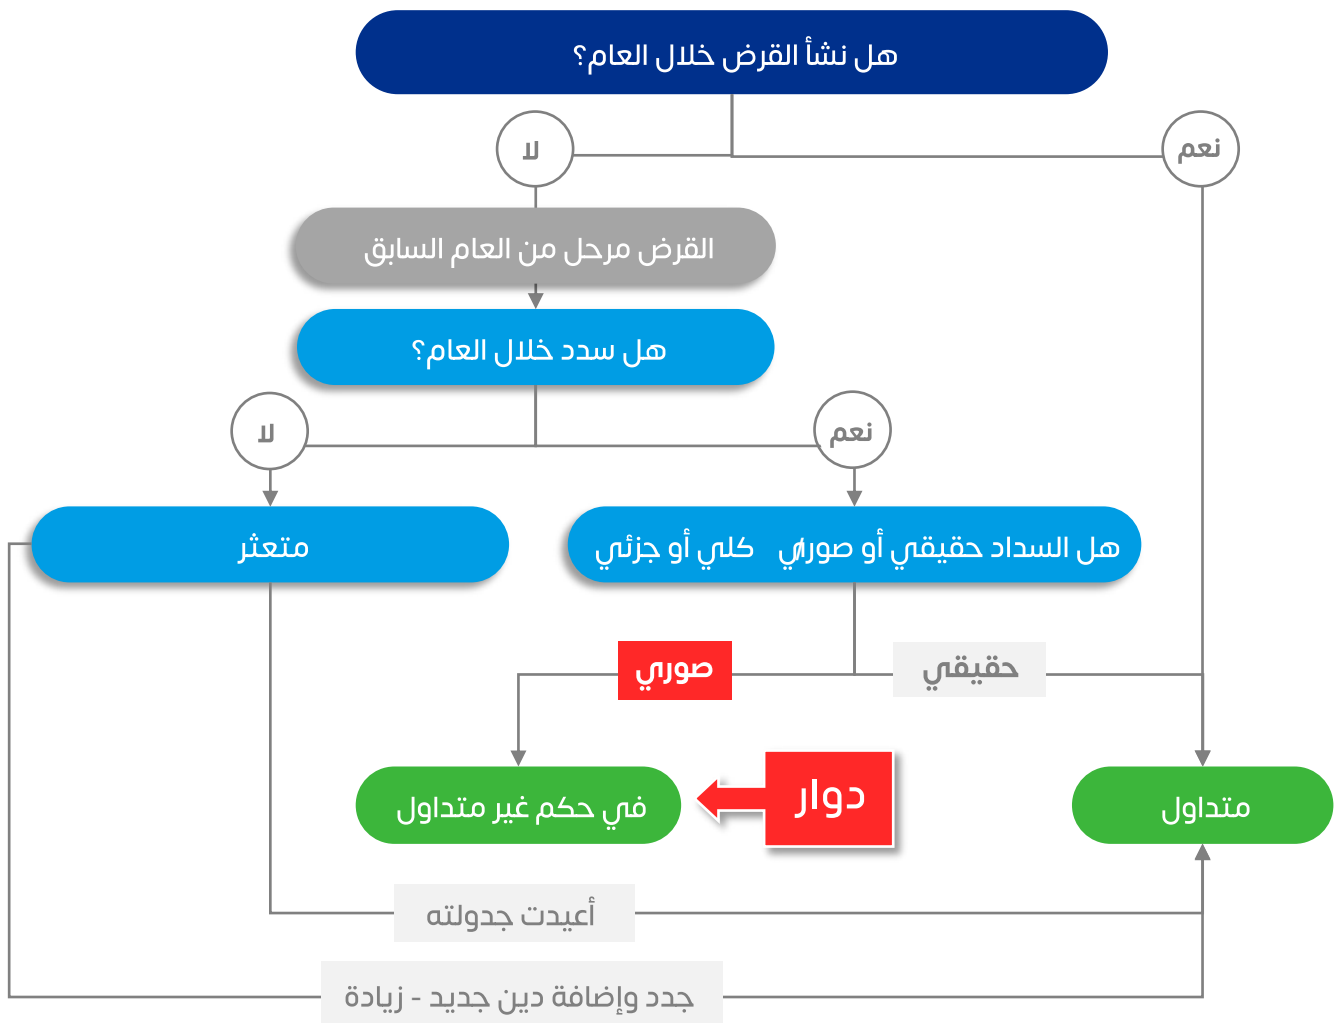 هل نشأ القرض خلال العام؟
نعم
لا
القرض مرحل من العام السابق
هل سدد خلال العام؟
نعم
لا
هل السداد حقيقي أو صوري/ كلي أو جزئي
متعثر
حقيقي
صوري
متداول
دوار
في حكم غير متداول
أعيدت جدولته
جدد وإضافة دين جديد - زيادة